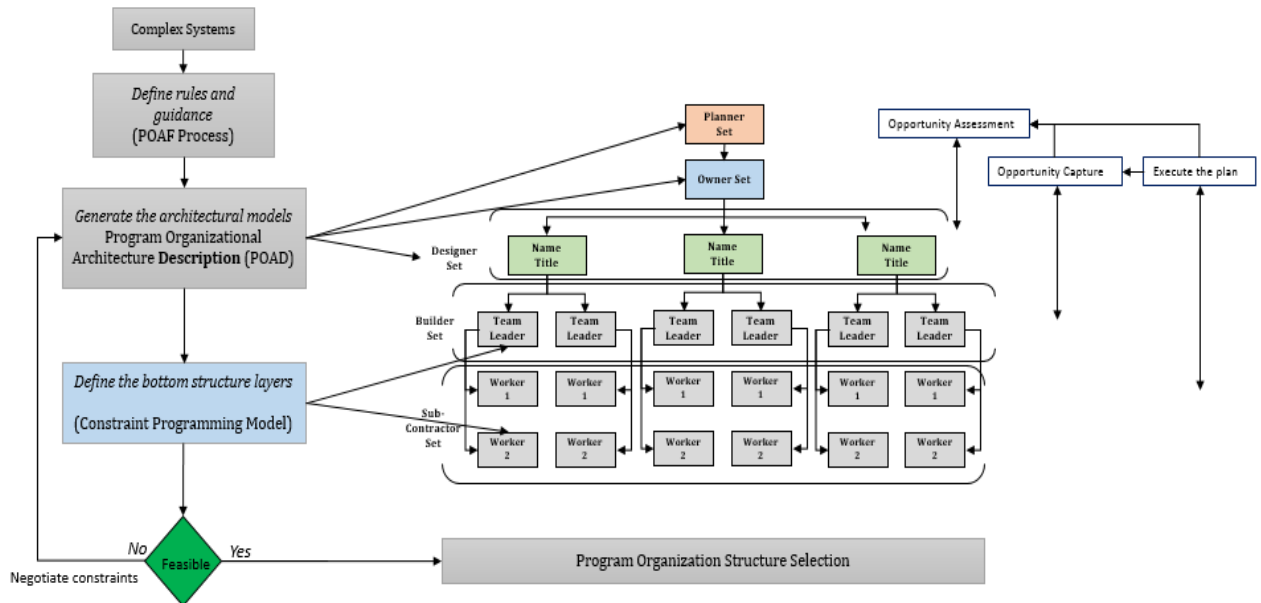 Complex Systems
Define rules and
guidance
(POAF Process)
Generate the architectural models
Program Organizational
Architecture Description (POAD)
Define the bottom structure layers
(Constraint Programming Model)
Feasible
No
Yes
Negotiate constraints
Program Organization Structure Selection
Planner
Set
Owner Set
Designer
Set
Name
Title
Name
Title
Name
Title
Builder
Set
Team
Leader
Team
Leader
Team
Leader
Team
Leader
Team
Leader
Team
Leader
Sub-
Contractor
Set
Worker
1
Worker
1
Worker
1
Worker
1
Worker
1
Worker
1
Worker
2
Worker
2
Worker
2
Worker
2
Worker
2
Worker
2
Opportunity Assessment
Opportunity Capture
Execute the plan